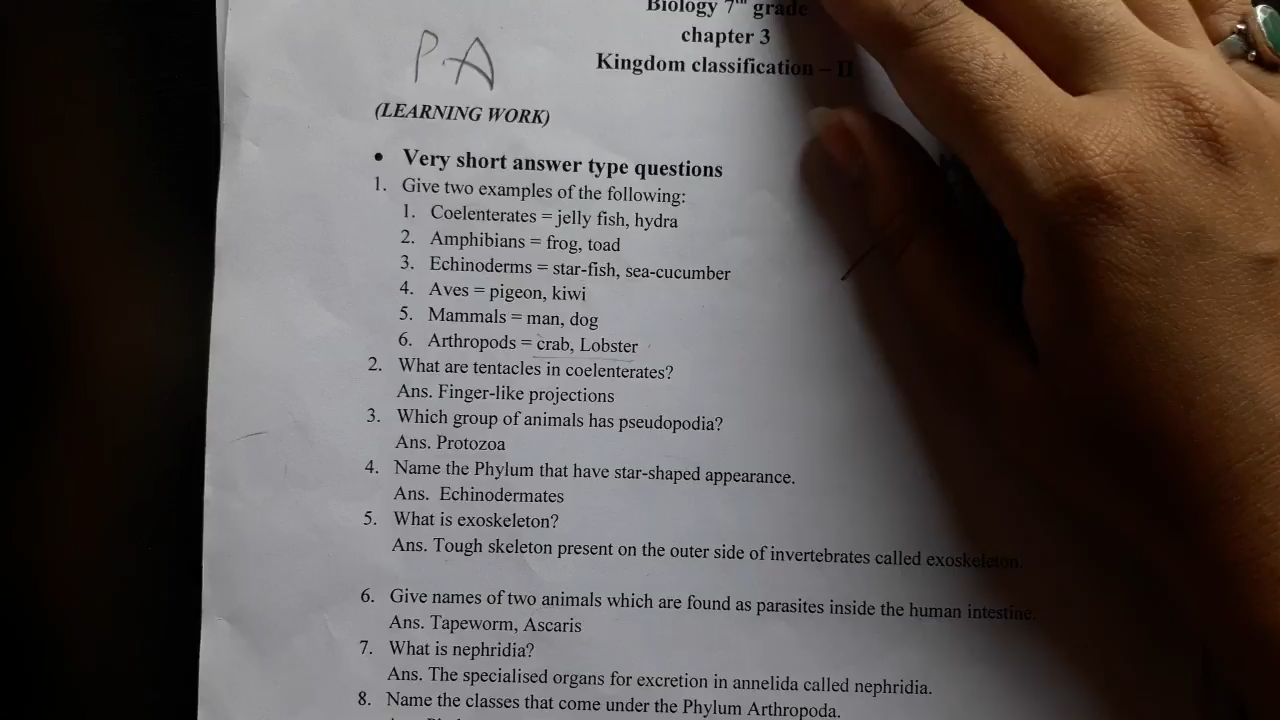 Biology 7th grade
chapter 3
PA
Kingdom classification – II
(LEARNING WORK)
• Very short answer type questions
1. Give two examples of the following:
1. Coelenterates = jelly fish, hydra
2. Amphibians = frog, toad
3. Echinoderms = star-fish, sea-cucumber
4. Aves = pigeon, kiwi
5. Mammals = man, dog
6. Arthropods = crab, Lobster
2. What are tentacles in coelenterates?
Ans. Finger-like projections
3. Which group of animals has pseudopodia?
Ans. Protozoa
4. Name the Phylum that have star-shaped appearance.
Ans. Echinodermates
5. What is exoskeleton?
Ans. Tough skeleton present on the outer side of invertebrates called exoskeleton.
6. Give names of two animals which are found as parasites inside the human intestine.
Ans. Tapeworm, Ascaris
7. What is nephridia?
Ans. The specialised organs for excretion in annelida called nephridia.
8. Name the classes that come under the Phylum Arthropoda.